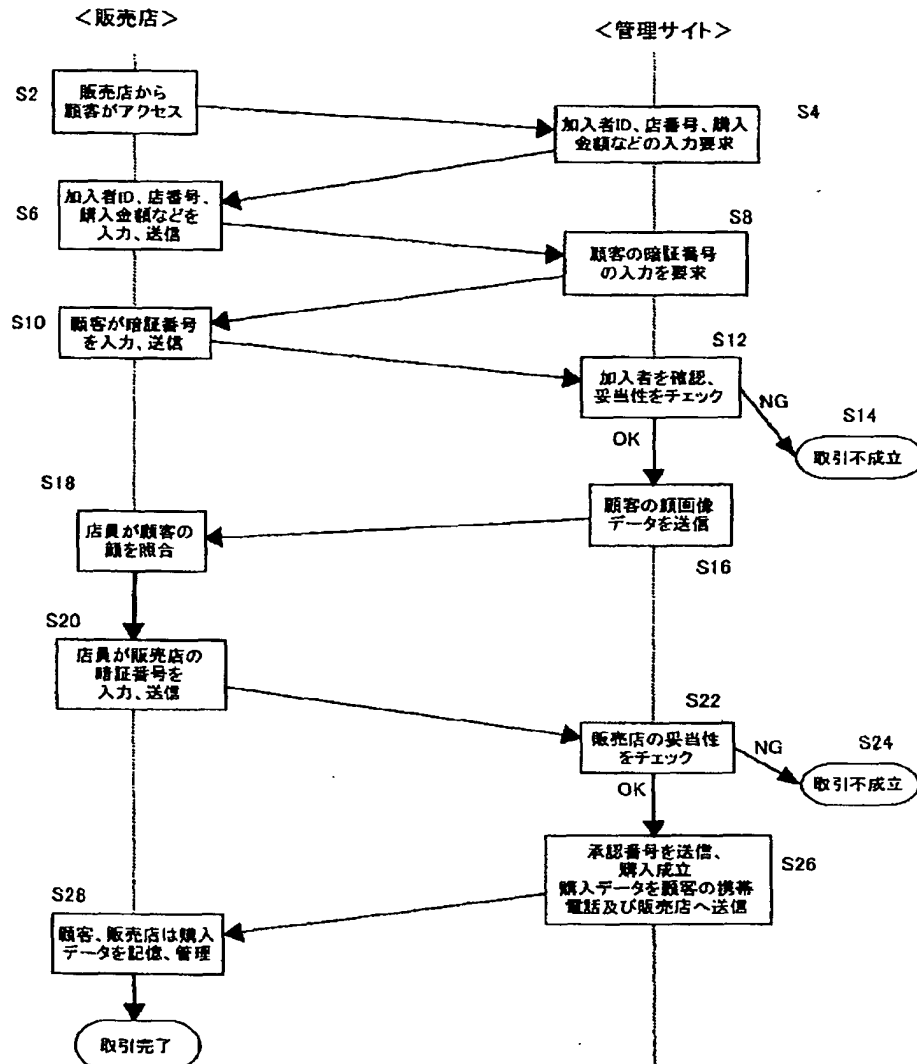 <販売店>
<管理サイト>
S2
販売店から
顧客がアクセス
S4
加入者ID、店番号、購入
金額などの入力要求
S6
加入者ID、店番号、
購入金額などを
入力、送信
S8
顧客の暗証番号
の入力を要求
S10
顧客が暗証番号
を入力、送信
S12
加入者を確認、
妥当性をチェック
NG
S14
取引不成立
OK
S16
顧客の顔画像
データを送信
S18
店員が顧客の
顔を照合
S20
店員が販売店の
暗証番号を
入力、送信
S22
販売店の妥当性
をチェック
NG
S24
取引不成立
OK
S26
承認番号を送信、
購入成立
購入データを顧客の携帯
電話及び販売店へ送信
S28
顧客、販売店は購入
データを記憶、管理
取引完了